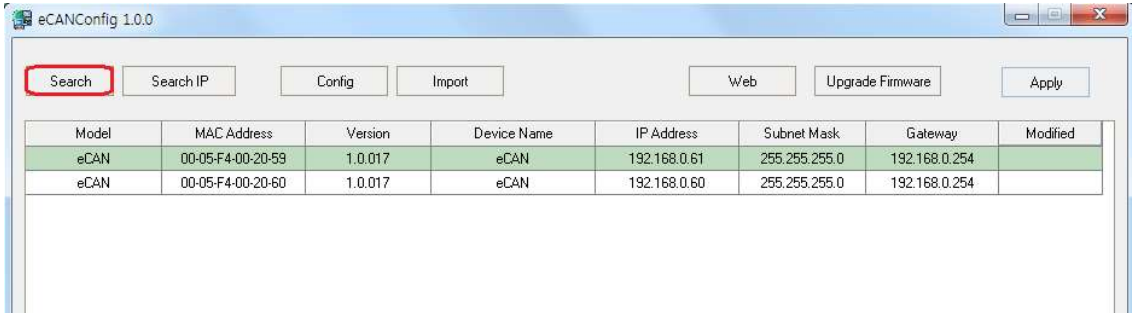 eCANConfig 1.0.0
Search Search IP Config Import Web Upgrade Firmware Apply
Model MAC Address Version Device Name IP Address Subnet Mask Gateway Modified
eCAN 00-05-F4-00-20-59 1.0.017 eCAN 192.168.0.61 255.255.255.0 192.168.0.254
eCAN 00-05-F4-00-20-60 1.0.017 eCAN 192.168.0.60 255.255.255.0 192.168.0.254